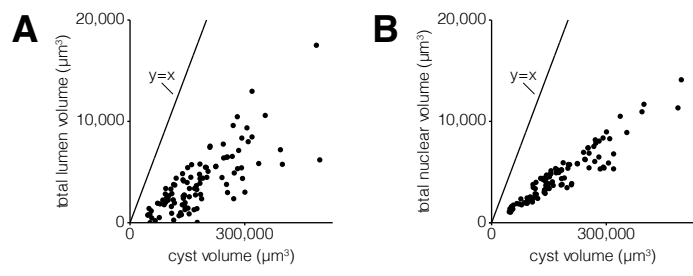 A
20,000
10,000
0
total lumen volume (µm³)
y=x
0
300,000
cyst volume (µm³)
B
20,000
10,000
0
total nuclear volume (µm³)
y=x
0
300,000
cyst volume (µm³)